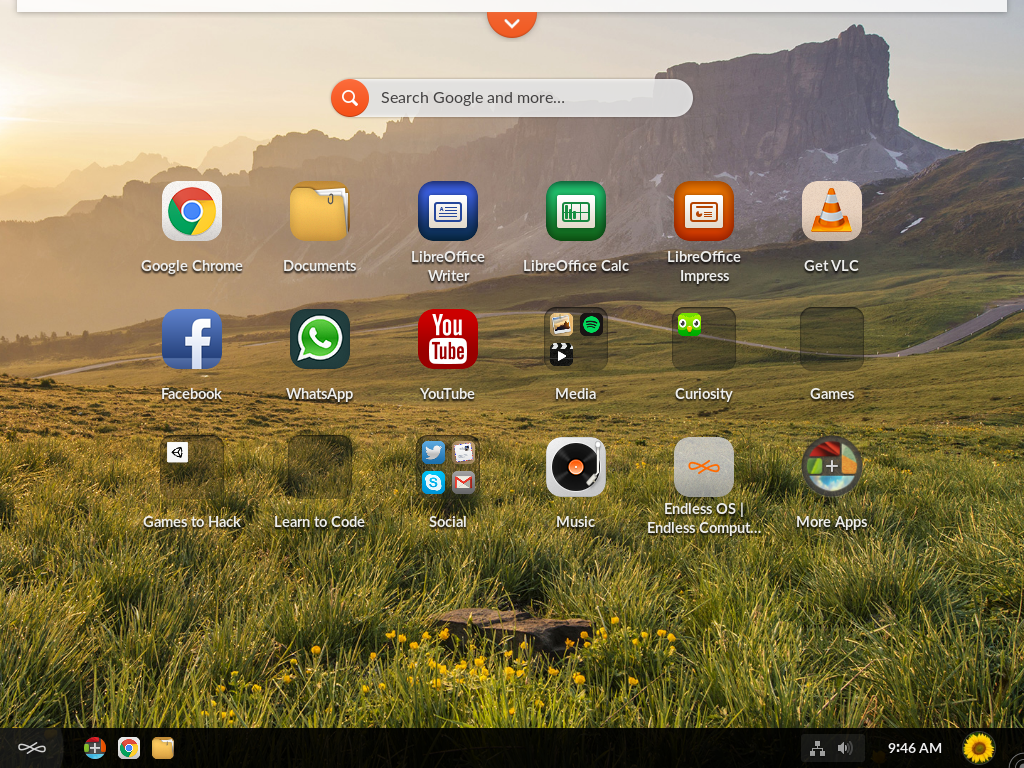 Search Google and more...
Google Chrome
Documents
LibreOffice
Writer
LibreOffice Calc
LibreOffice
Impress
Get VLC
You
Tube
Facebook
WhatsApp
YouTube
Media
Curiosity
Games
Games to Hack
Learn to Code
Social
Music
Endless OS |
Endless Comput...
More Apps
9:46 AM